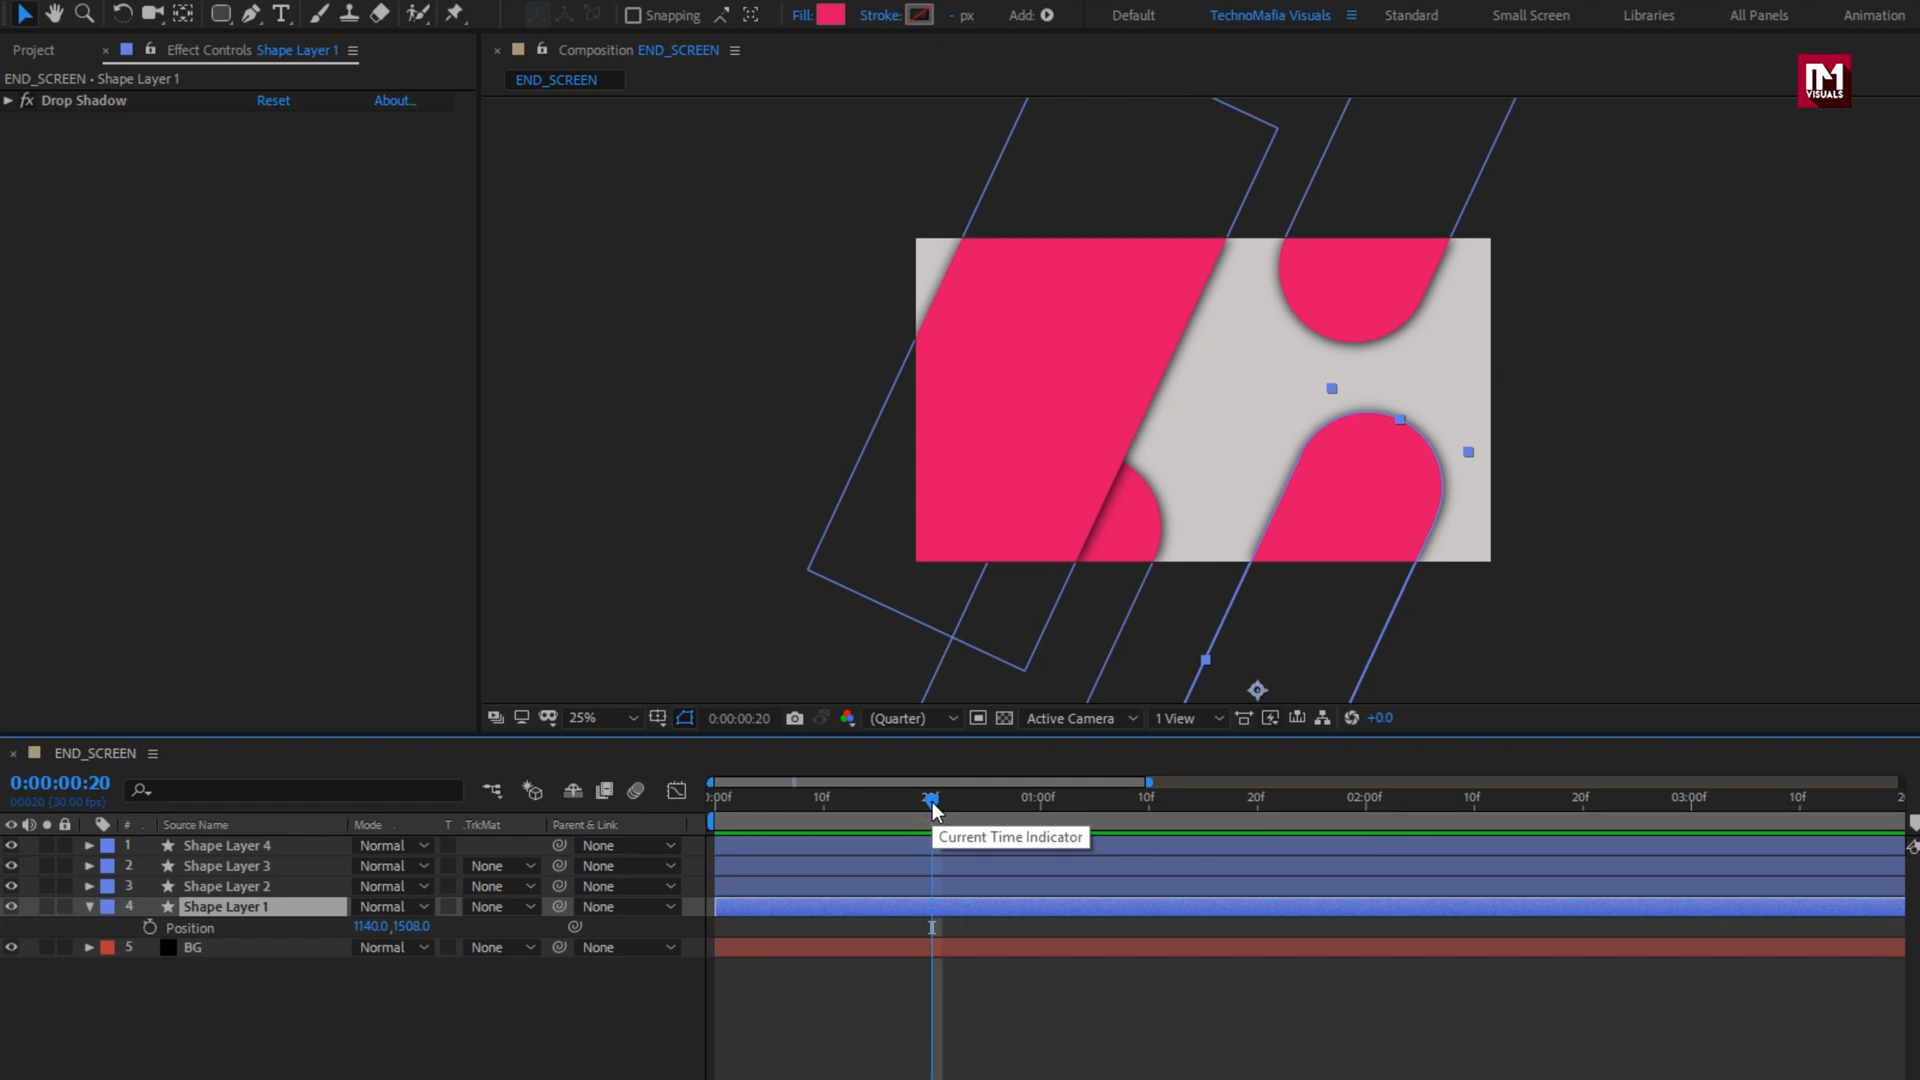 Snapping Fill: Stroke: - px Add: Default TechnoMafia Visuals Standard Small Screen Libraries All Panels Animation
Project × Effect Controls Shape Layer 1
× Composition END_SCREEN
END_SCREEN • Shape Layer 1
END_SCREEN
fx Drop Shadow Reset About...
VISUALS
25% 0:00:00:20 (Quarter) Active Camera 1 View +0.0
× END_SCREEN
0:00:00:20
00020 (30.00 fps)
):00f 10f 20f 01:00f 10f 20f 02:00f 10f 20f 03:00f 10f 2
# Source Name Mode T .TrkMat Parent & Link
Current Time Indicator
1 Shape Layer 4 Normal None
2 Shape Layer 3 Normal None None
3 Shape Layer 2 Normal None None
4 Shape Layer 1 Normal None None
Position 1140.0,1508.0
5 BG Normal None None